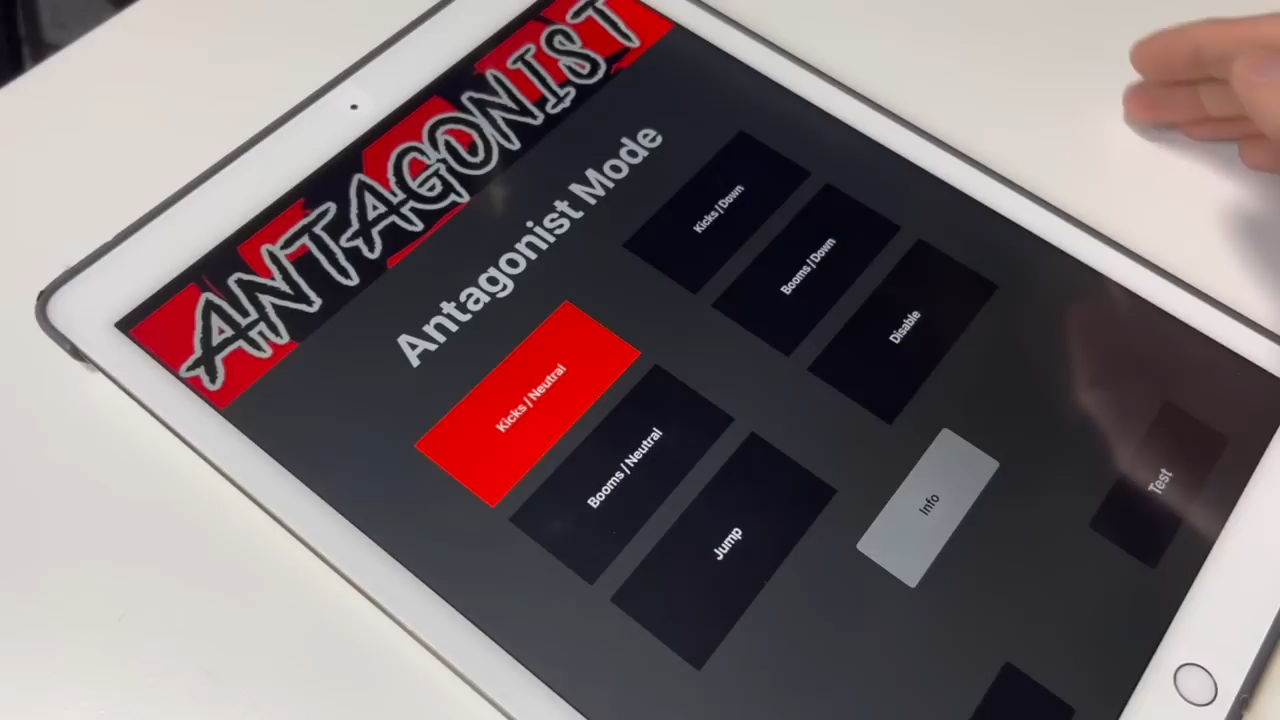 ANTAGONIST
Antagonist Mode
Kicks / Neutral
Kicks / Down
Booms / Neutral
Booms / Down
Jump
Disable
Info
Test